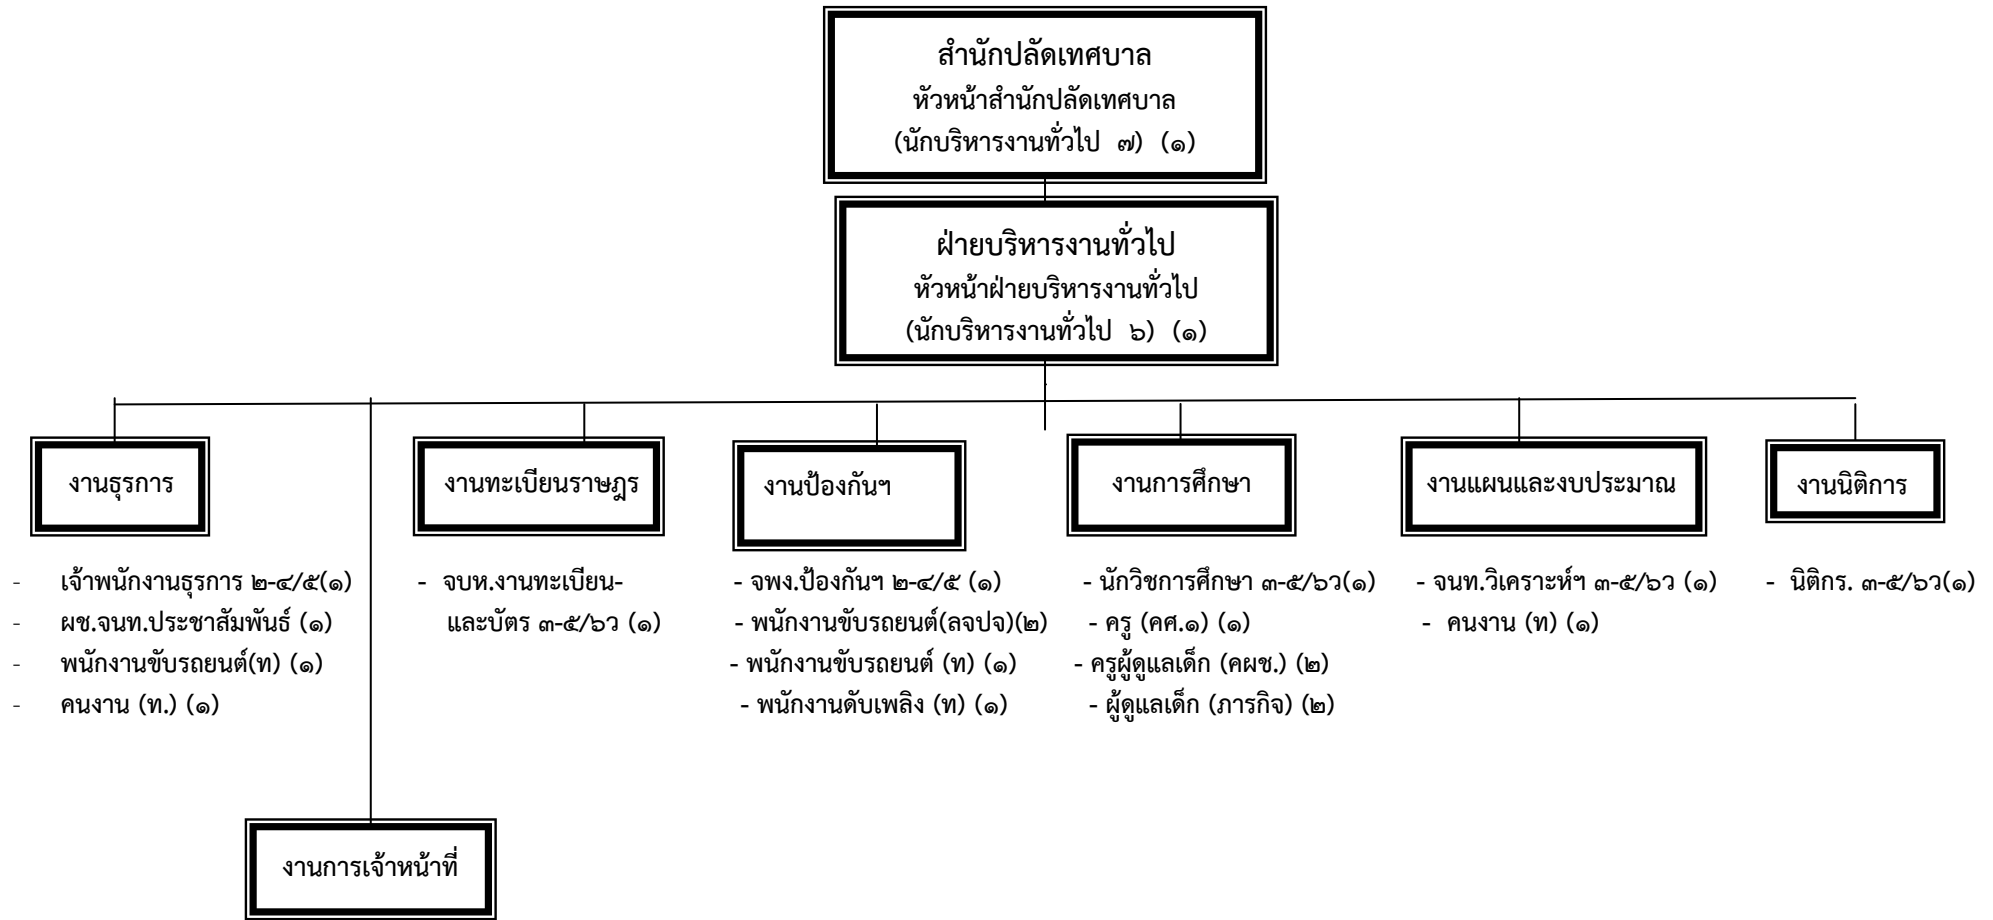 สำนักปลัดเทศบาล
หัวหน้าสำนักปลัดเทศบาล
(นักบริหารงานทั่วไป ๗) (๑)
ฝ่ายบริหารงานทั่วไป
หัวหน้าฝ่ายบริหารงานทั่วไป
(นักบริหารงานทั่วไป ๖) (๑)
งานธุรการ
- เจ้าพนักงานธุรการ ๒-๔/๕(๑)
- ผช.จนท.ประชาสัมพันธ์ (๑)
- พนักงานขับรถยนต์(ท) (๑)
- คนงาน (ท.) (๑)
งานทะเบียนราษฎร
- จบห.งานทะเบียน-
และบัตร ๓-๕/๖ว (๑)
งานป้องกันฯ
- จพง.ป้องกันฯ ๒-๔/๕ (๑)
- พนักงานขับรถยนต์(ลจปจ)(๒)
- พนักงานขับรถยนต์ (ท) (๑)
- พนักงานดับเพลิง (ท) (๑)
งานการศึกษา
- นักวิชการศึกษา ๓-๕/๖ว(๑)
- ครู (คศ.๑) (๑)
- ครูผู้ดูแลเด็ก (คผช.) (๒)
- ผู้ดูแลเด็ก (ภารกิจ) (๒)
งานแผนและงบประมาณ
- จนท.วิเคราะห์ฯ ๓-๕/๖ว (๑)
- คนงาน (ท) (๑)
งานนิติการ
- นิติกร. ๓-๕/๖ว(๑)
งานการเจ้าหน้าที่